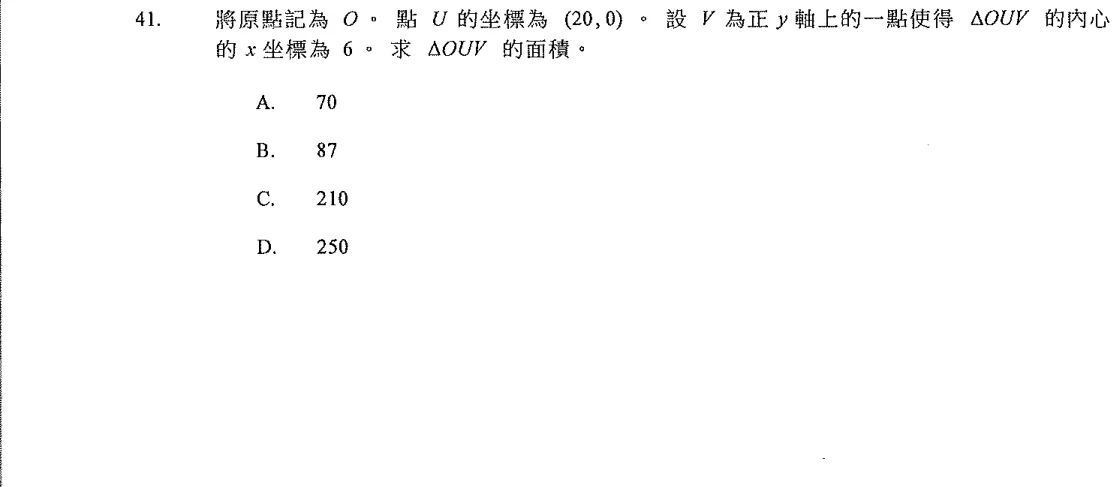 41. 將原點記為 O。點 U 的坐標為 (20, 0)。設 V 為正 y 軸上的一點使得 ΔOUV 的內心
的 x 坐標為 6。求 ΔOUV 的面積。
A. 70
B. 87
C. 210
D. 250